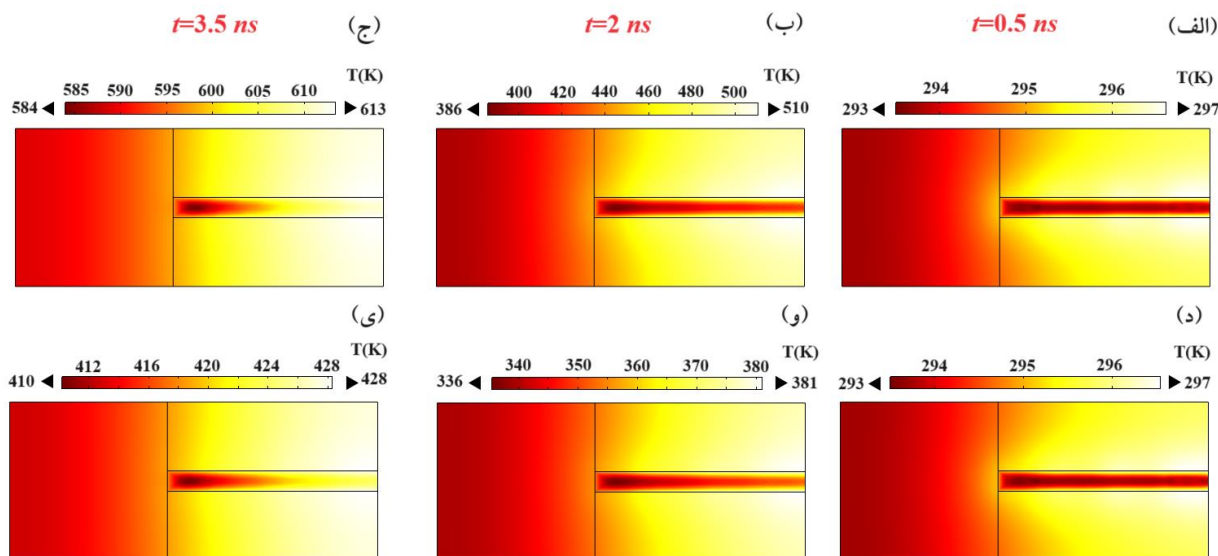 (الف) t=0.5 ns
(ب) t=2 ns
(ج) t=3.5 ns
T(K)
294 295 296
293 297
T(K)
400 420 440 460 480 500
386 510
T(K)
585 590 595 600 605 610
584 613
(د)
T(K)
294 295 296
293 297
(و)
T(K)
340 350 360 370 380
336 381
(ی)
T(K)
412 416 420 424 428
410 428